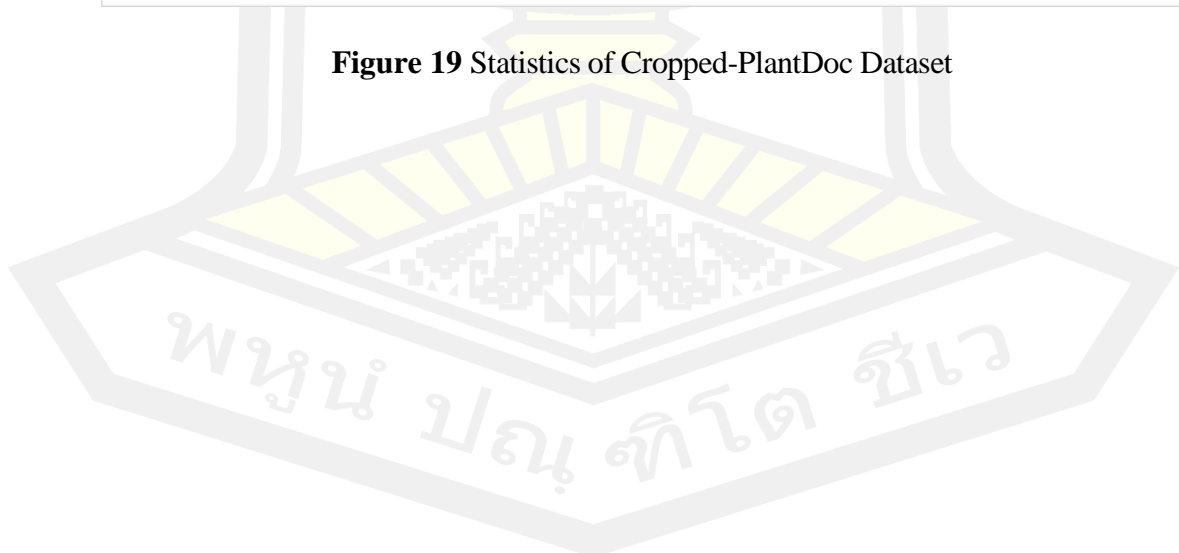 Figure 19 Statistics of Cropped-PlantDoc Dataset
พหูนํ ปณฺฑิโต ชีเว